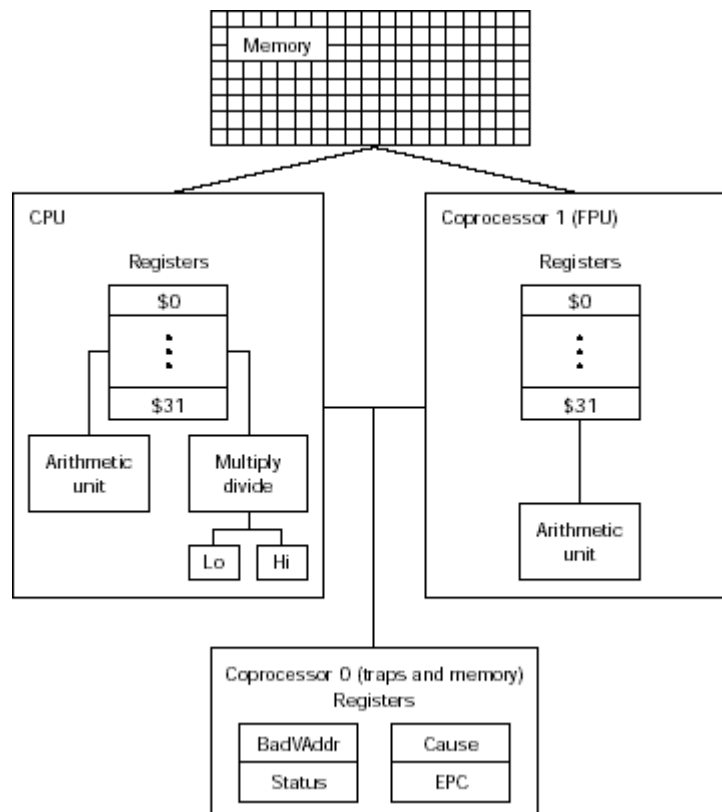 Memory
CPU
Registers
$0
$31
Arithmetic
unit
Multiply
divide
Lo
Hi
Coprocessor 1 (FPU)
Registers
$0
$31
Arithmetic
unit
Coprocessor 0 (traps and memory)
Registers
BadVAddr
Cause
Status
EPC